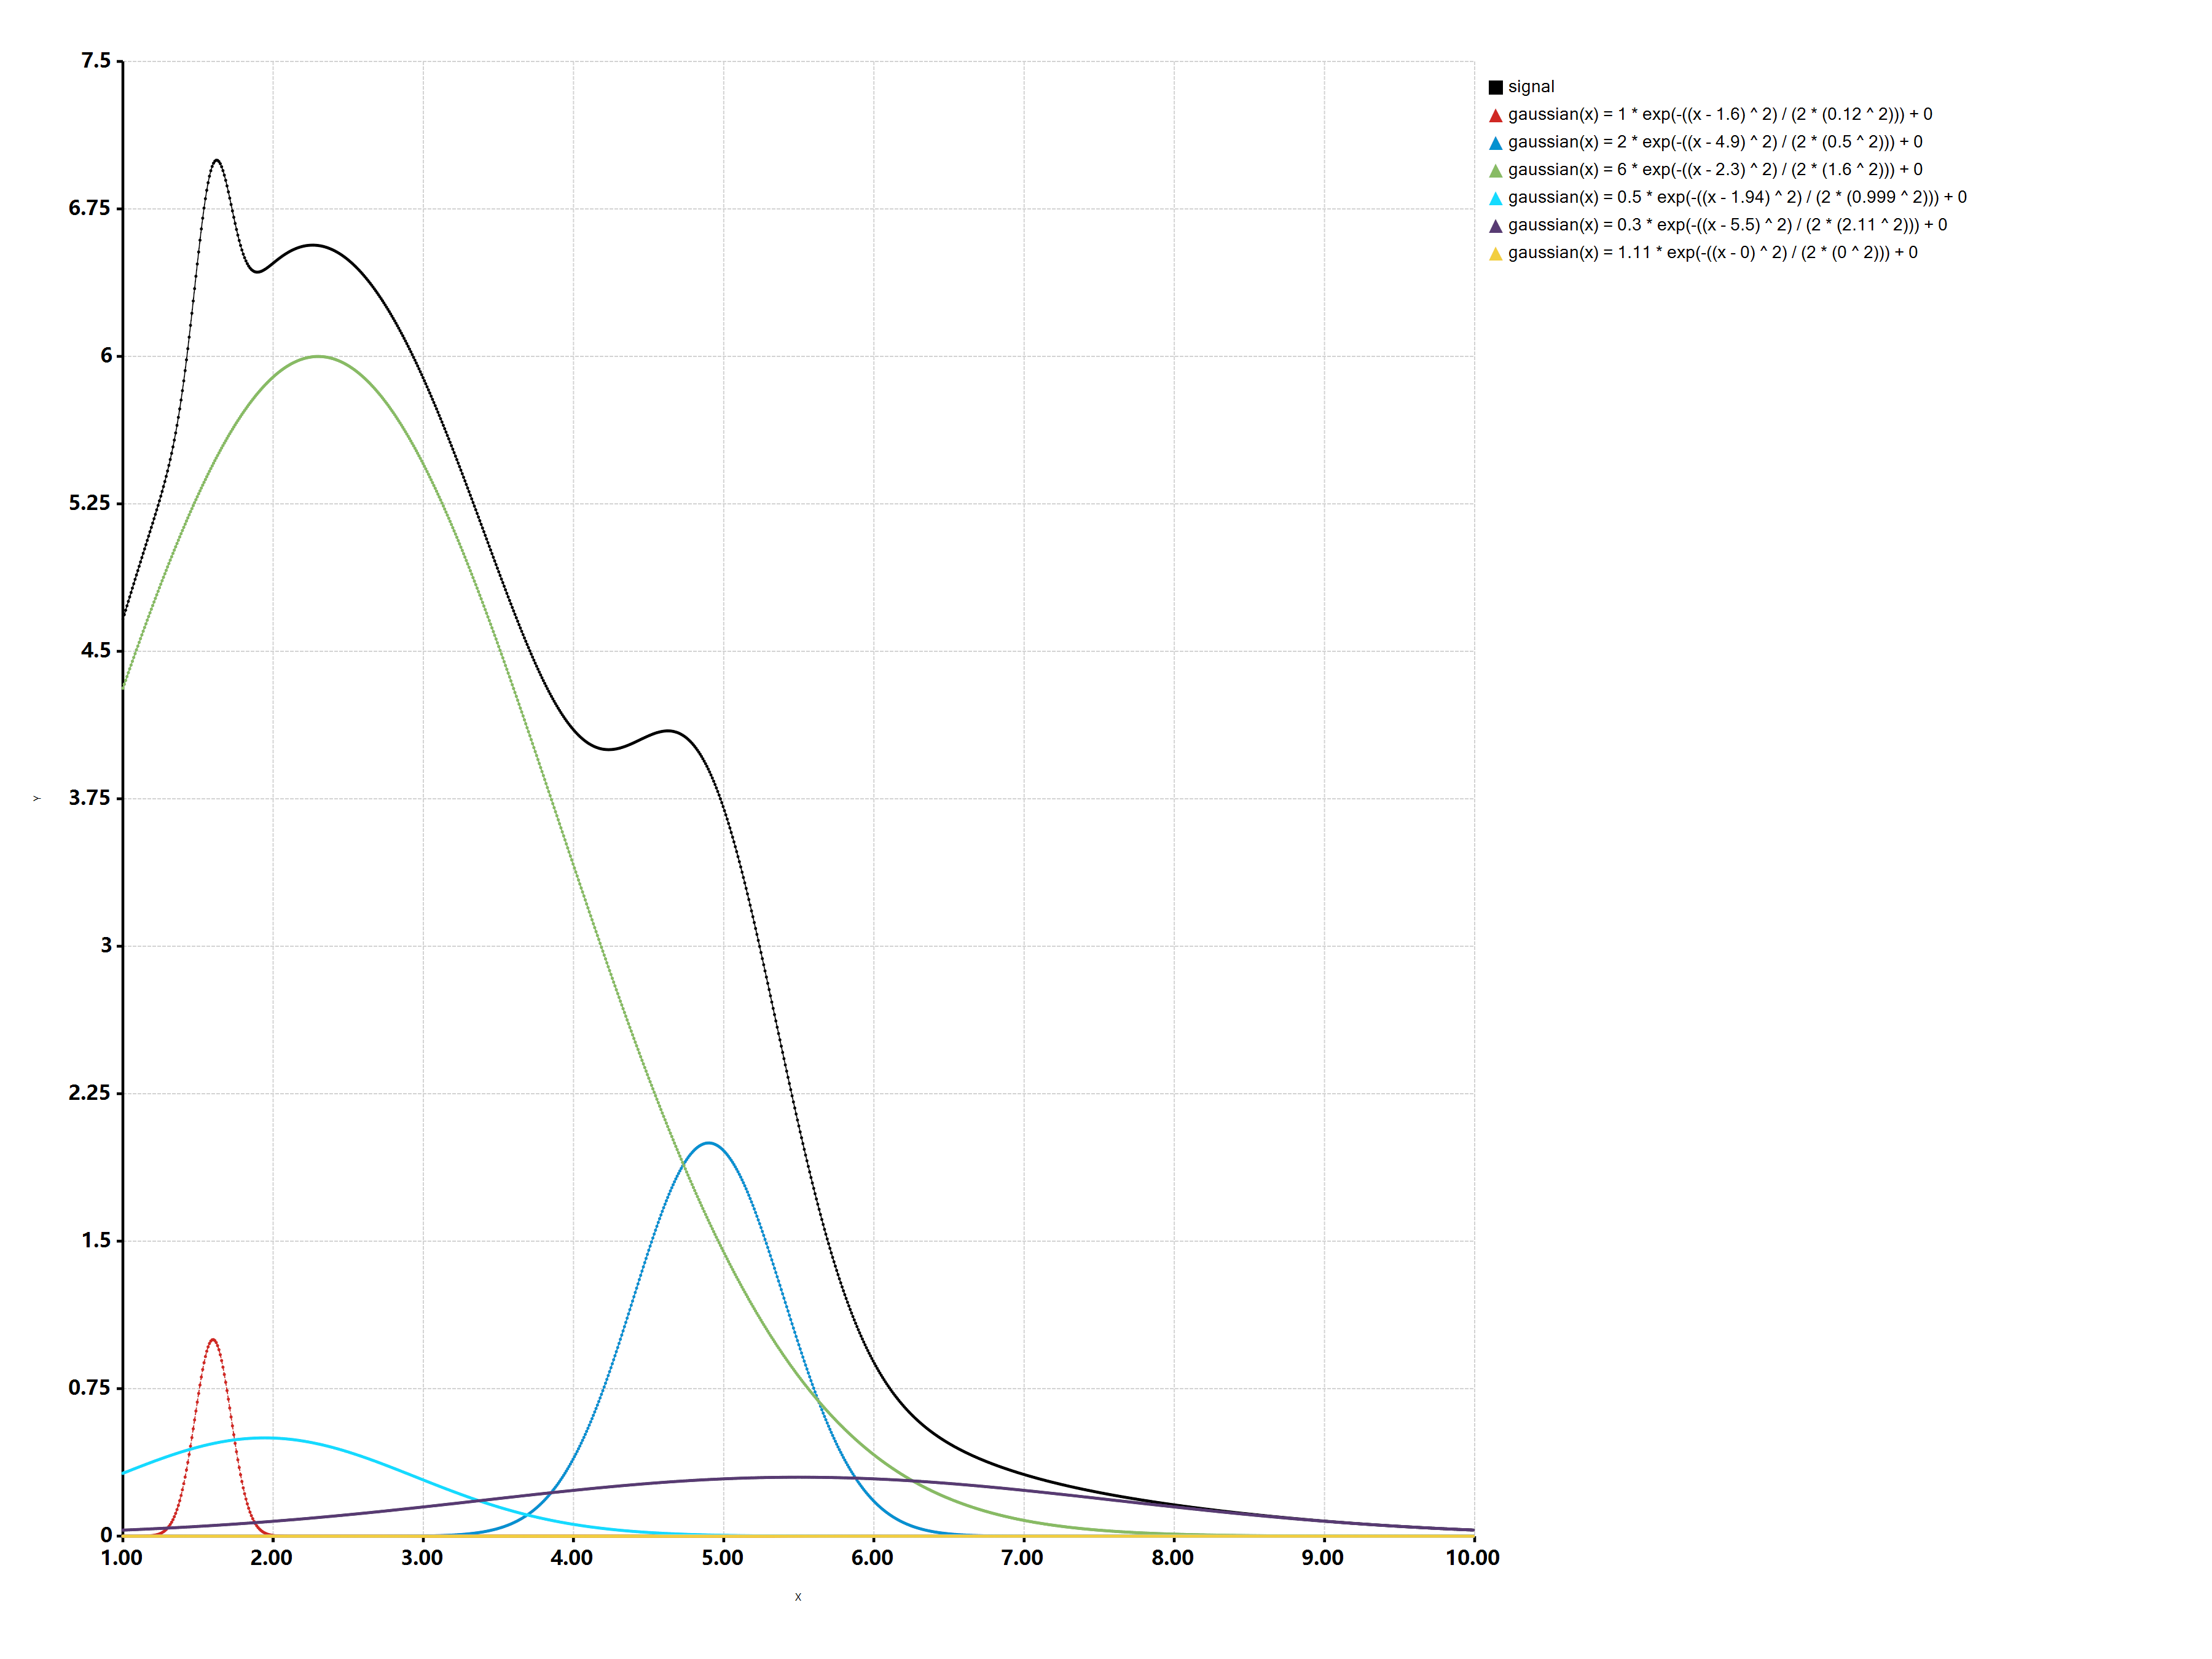 7.5
6.75
6
5.25
4.5
3.75
3
2.25
1.5
0.75
0
Y
1.00 2.00 3.00 4.00 5.00 6.00 7.00 8.00 9.00 10.00
X
signal
gaussian(x) = 1 * exp(-((x - 1.6) ^ 2) / (2 * (0.12 ^ 2))) + 0
gaussian(x) = 2 * exp(-((x - 4.9) ^ 2) / (2 * (0.5 ^ 2))) + 0
gaussian(x) = 6 * exp(-((x - 2.3) ^ 2) / (2 * (1.6 ^ 2))) + 0
gaussian(x) = 0.5 * exp(-((x - 1.94) ^ 2) / (2 * (0.999 ^ 2))) + 0
gaussian(x) = 0.3 * exp(-((x - 5.5) ^ 2) / (2 * (2.11 ^ 2))) + 0
gaussian(x) = 1.11 * exp(-((x - 0) ^ 2) / (2 * (0 ^ 2))) + 0